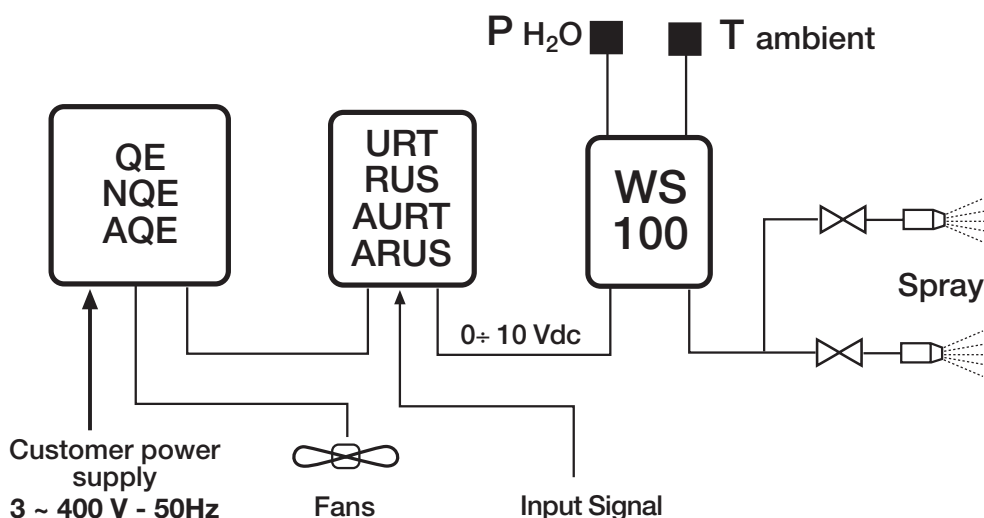 P H₂O
T ambient
QE
NQE
AQE
URT
RUS
AURT
ARUS
WS
100
Spray
0÷ 10 Vdc
Customer power
supply
3 ~ 400 V - 50Hz
Fans
Input Signal